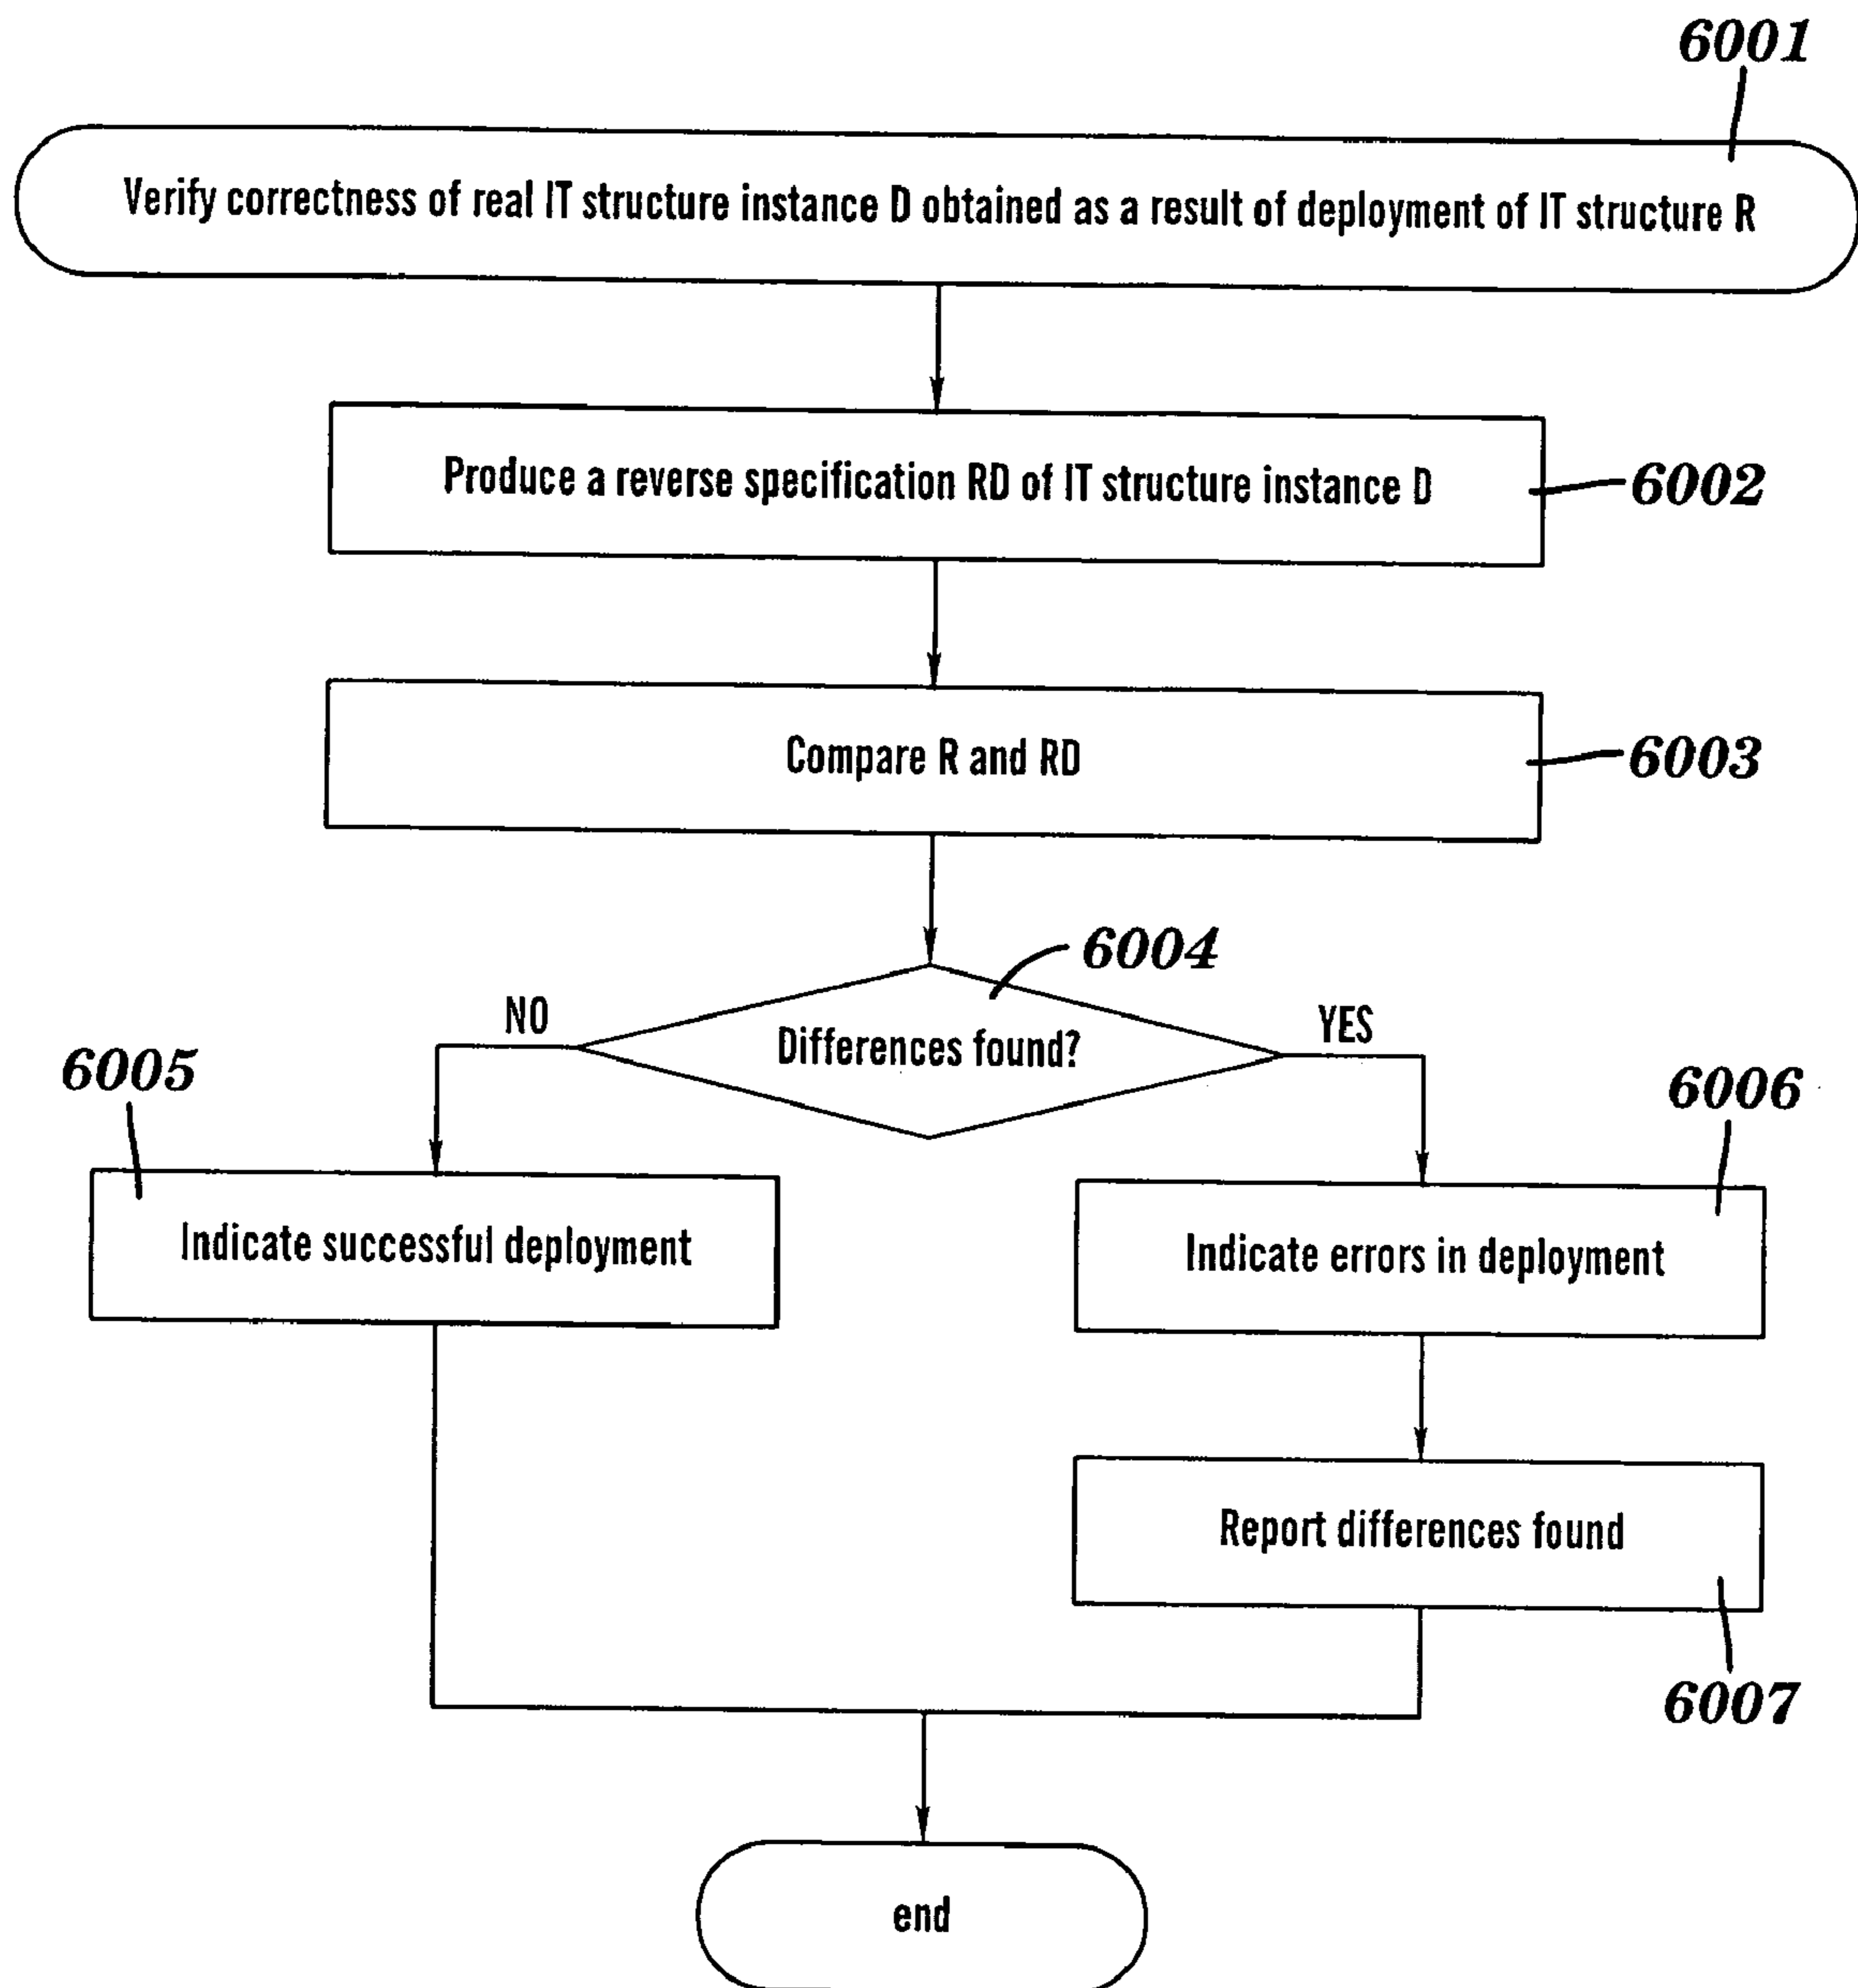 6001
Verify correctness of real IT structure instance D obtained as a result of deployment of IT structure R
Produce a reverse specification RD of IT structure instance D
6002
Compare R and RD
6003
6004
NO
Differences found?
YES
6005
6006
Indicate successful deployment
Indicate errors in deployment
Report differences found
6007
end